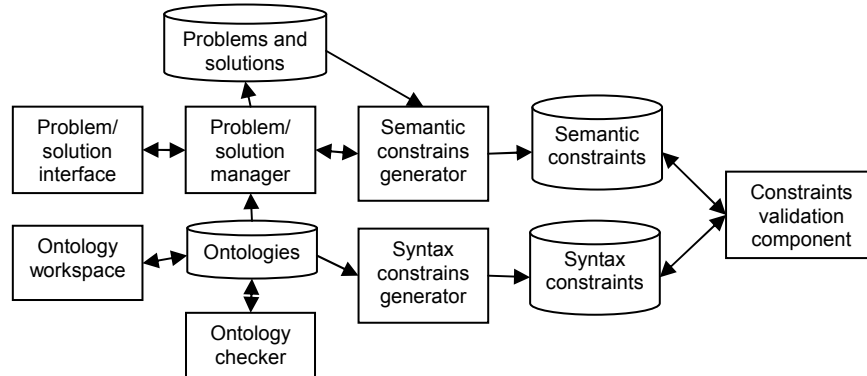 Problems and
solutions
Problem/
solution
interface
Problem/
solution
manager
Semantic
constrains
generator
Semantic
constraints
Constraints
validation
component
Ontology
workspace
Ontologies
Syntax
constrains
generator
Syntax
constraints
Ontology
checker